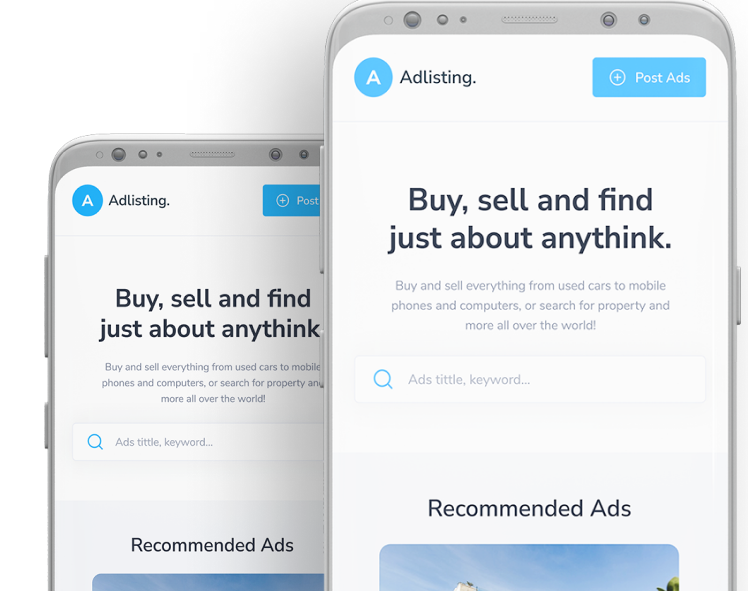 A Adlisting.
Post
Buy, sell and find
just about anythink
Buy and sell everything from used cars to mobile
phones and computers, or search for property and
more all over the world!
Ads tittle, keyword...
Recommended Ads
A Adlisting.
Post Ads
Buy, sell and find
just about anythink.
Buy and sell everything from used cars to mobile
phones and computers, or search for property and
more all over the world!
Ads tittle, keyword...
Recommended Ads